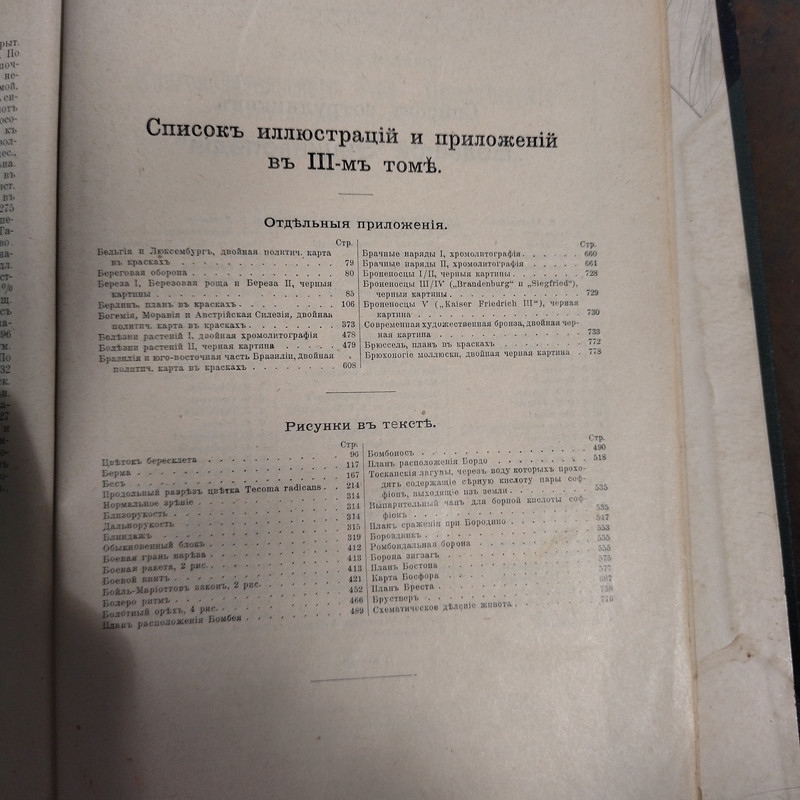 Списокъ иллюстрацій и приложеній
въ III-мъ томѣ.
Отдѣльныя приложенія.
Стр.
Бельгія и Люксембургъ, двойная политич. карта
въ краскахъ . . . 79
Береговая оборона . . . 80
Береза I, Березовая роща и Береза II, черныя
картины . . . 85
Берлинъ, планъ въ краскахъ . . . 106
Богемія, Моравія и Австрійская Силезія, двойная
политич. карта въ краскахъ . . . 373
Болѣзни растеній I, двойная хромолитографія 478
Болѣзни растеній II, черная картина . . . 479
Бразилія и юго-восточная часть Бразиліи, двойная
политич. карта въ краскахъ . . . 608
Стр.
Брачные наряды I, хромолитографія . . . 660
Брачные наряды II, хромолитографія . . . 661
Броненосцы I/II, черныя картины . . . 728
Броненосцы III/IV („Brandenburg“ и „Siegfried“),
черныя картины . . . 729
Броненосцы V („Kaiser Friedrich III“), черная
картина . . . 730
Современная художественная бронза, двойная чер-
ная картина . . . 733
Брюссель, планъ въ краскахъ . . . 772
Брюхоногіе моллюски, двойная черная картина . 778
Рисунки въ текстѣ.
Стр.
Цвѣтокъ бересклета . . . 96
Берма . . . 117
Бесъ . . . 167
Продольный разрѣзъ цвѣтка Tecoma radicans . . 214
Нормальное зрѣніе . . . 314
Близорукость . . . 314
Дальнорукость . . . 314
Блиндажъ . . . 315
Обыкновенный блокъ . . . 319
Боевая грань нарѣза . . . 412
Боевая ракета, 2 рис. . . . 413
Боевой винтъ . . . 413
Бойль-Маріоттовъ законъ, 2 рис. . . . 421
Болеро ритмъ . . . 452
Болотный орѣхъ, 4 рис. . . . 466
Планъ расположенія Бомбея . . . 489
Стр.
Бомбоносъ . . . 490
Планъ расположенія Бордо . . . 518
Тосканскія лагуны, черезъ воду которыхъ прохо-
дятъ содержащіе сѣрную кислоту пары соф-
фіонъ, выходящіе изъ земли . . . 535
Выпарительный чанъ для борной кислоты соф-
фіонъ . . . 535
Планъ сраженія при Бородино . . . 547
Бороздникъ . . . 553
Ромбоидальная борона . . . 555
Борона зигзагъ . . . 555
Планъ Бостона . . . 575
Карта Босфора . . . 577
Планъ Бреста . . .
Брустверъ . . .
Схематическое дѣленіе живота . .